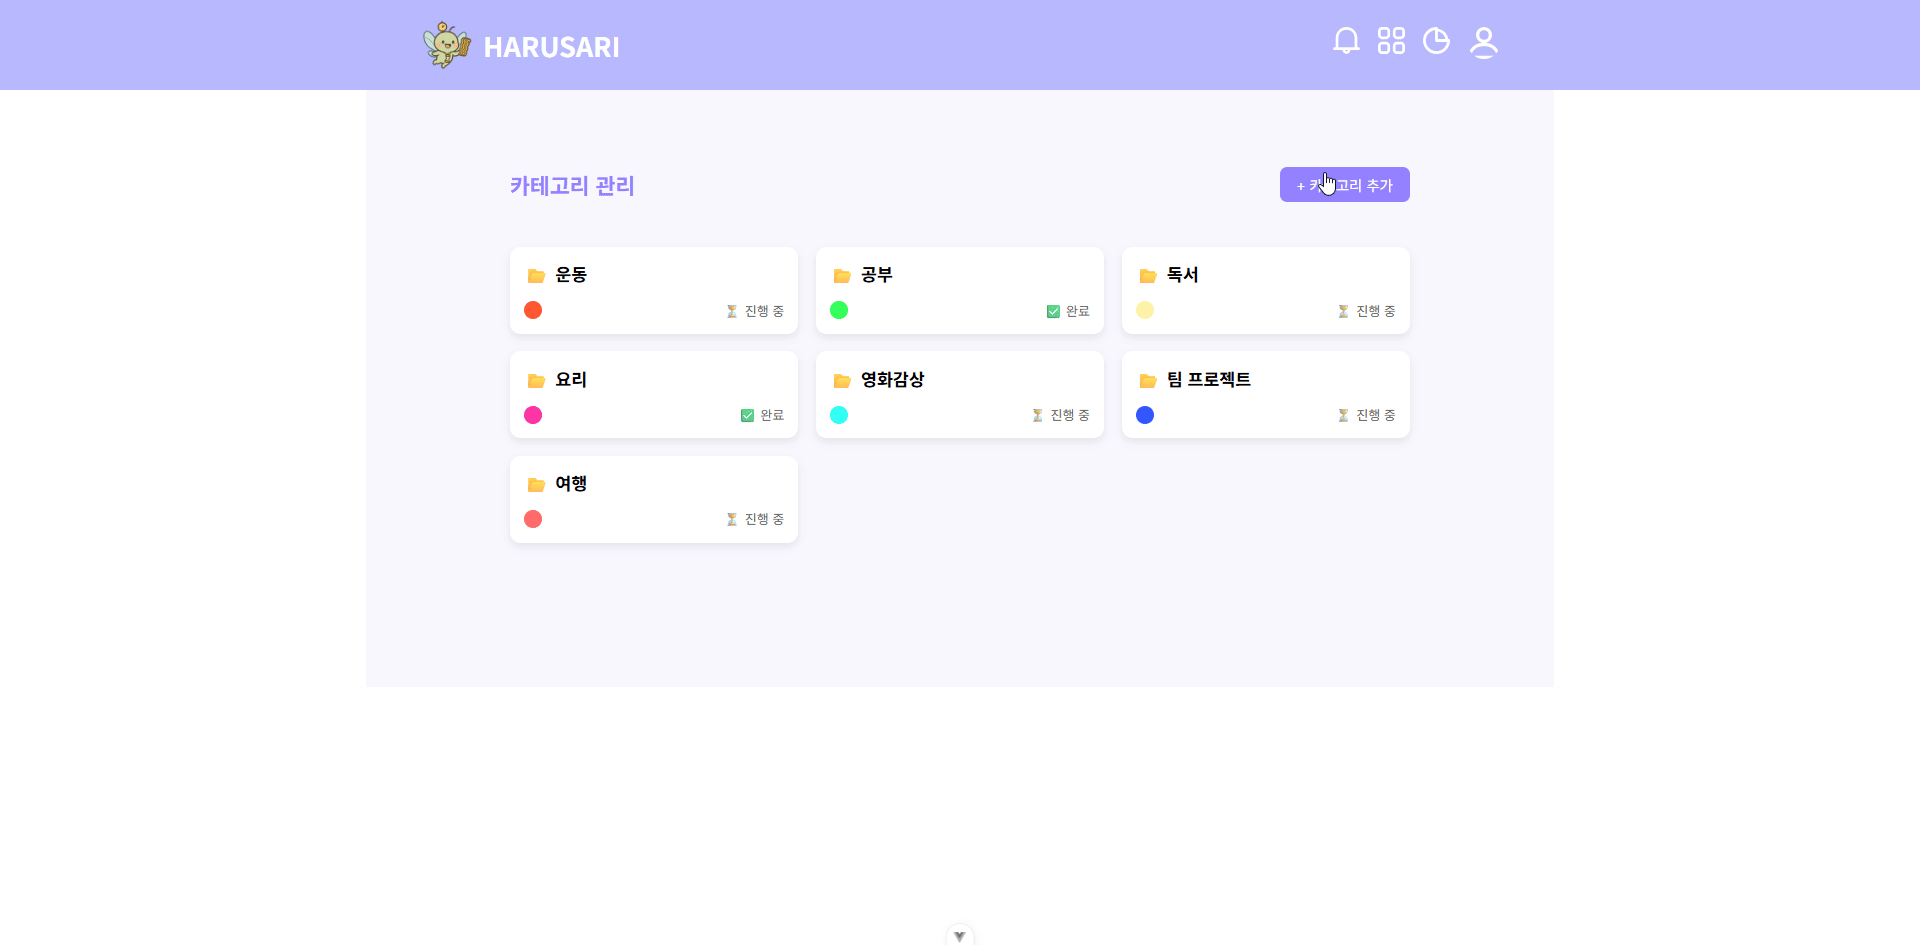 HARUSARI
카테고리 관리
+ 고리 추가
운동
진행 중
공부
완료
독서
진행 중
요리
완료
영화감상
진행 중
팀 프로젝트
진행 중
여행
진행 중